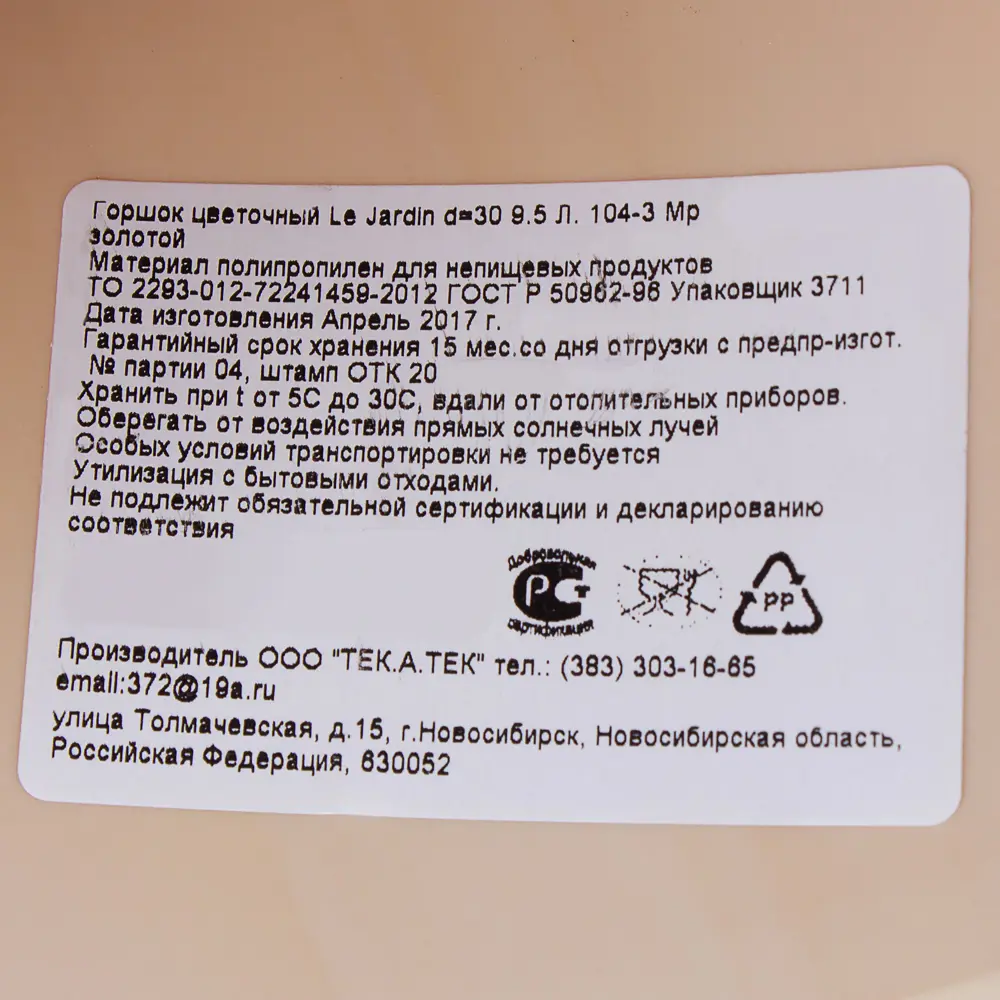 Горшок цветочный Le Jardin d=30 9.5 Л. 104-3 Мр
золотой
Материал полипропилен для непищевых продуктов
ТО 2293-012-72241459-2012 ГОСТ Р 50962-96 Упаковщик 3711
Дата изготовления Апрель 2017 г.
Гарантийный срок хранения 15 мес.со дня отгрузки с предпр-изгот.
№ партии 04, штамп ОТК 20
Хранить при t от 5С до 30С, вдали от отопительных приборов.
Оберегать от воздействия прямых солнечных лучей
Особых условий транспортировки не требуется
Утилизация с бытовыми отходами.
Не подлежит обязательной сертификации и декларированию
соответствия
Добровольная
РСТ
сертификация
PP
Производитель ООО "ТЕК.А.ТЕК" тел.: (383) 303-16-65
email:372@19a.ru
улица Толмачевская, д.15, г.Новосибирск, Новосибирская область,
Российская Федерация, 630052